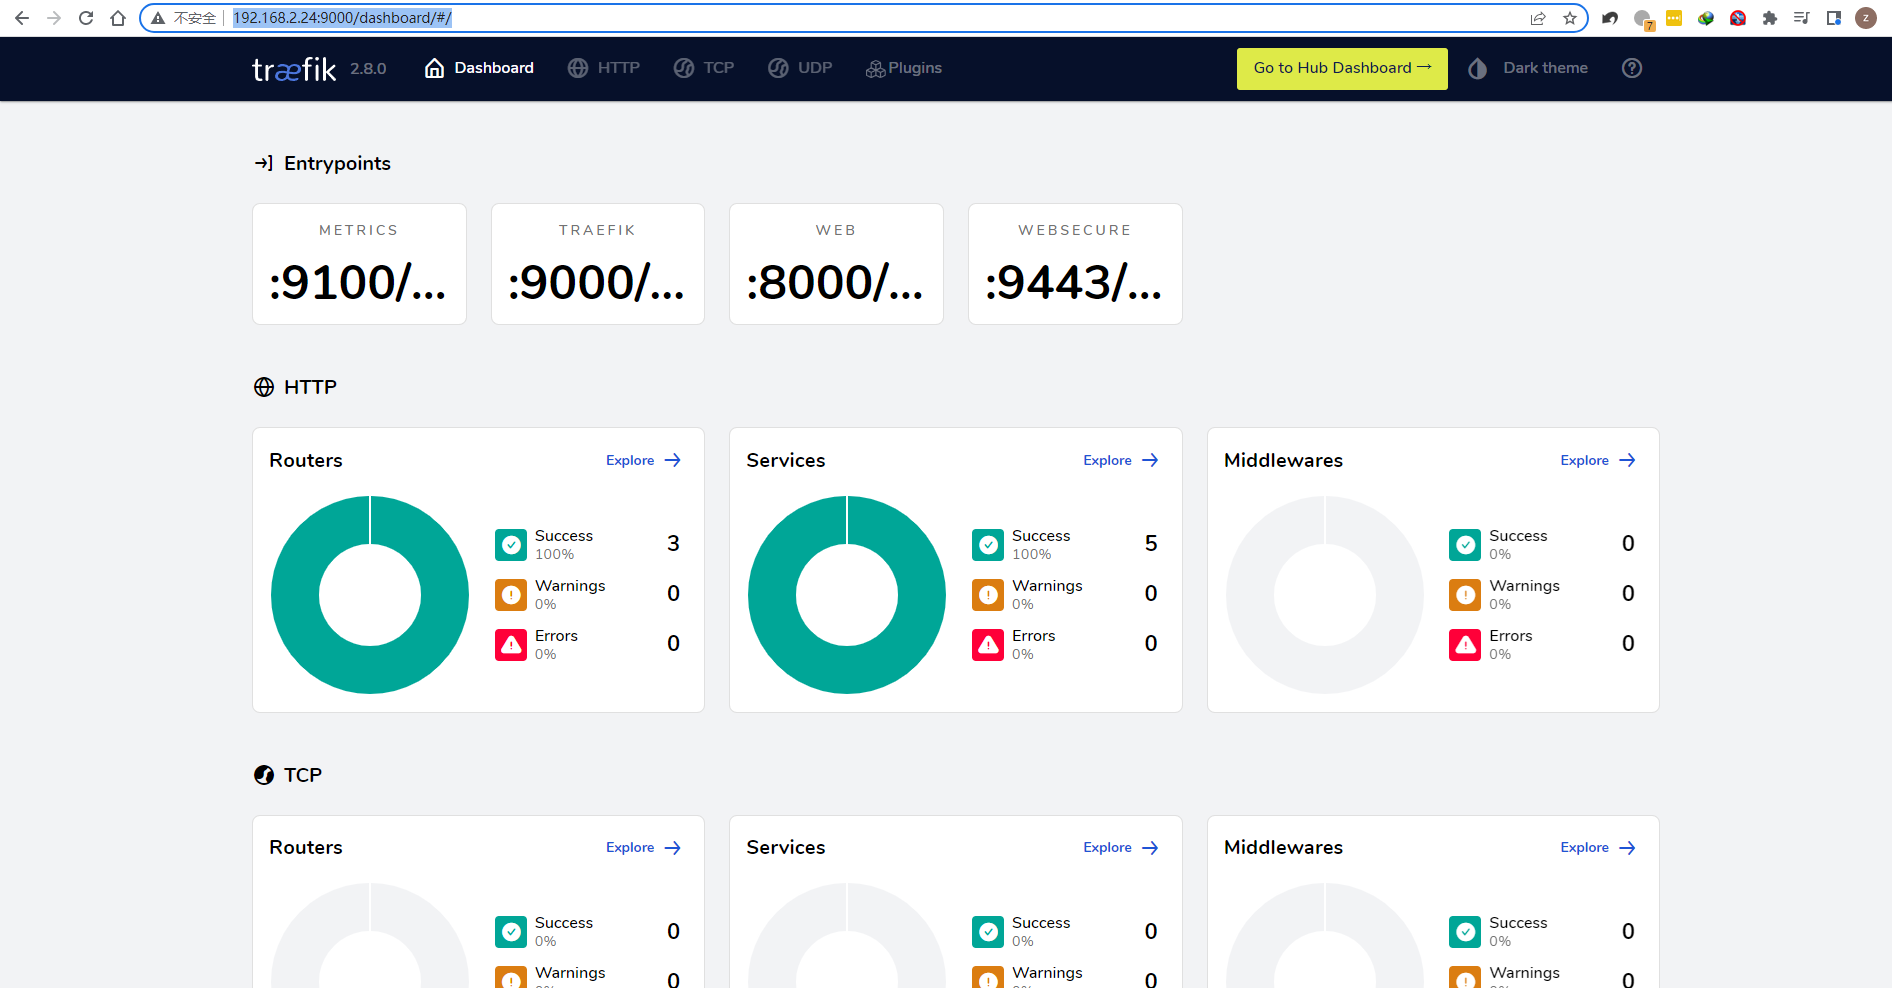 不安全 192.168.2.24:9000/dashboard/#/
7
z
træfik 2.8.0 Dashboard HTTP TCP UDP Plugins Go to Hub Dashboard → Dark theme
Entrypoints
METRICS
:9100/...
TRAEFIK
:9000/...
WEB
:8000/...
WEBSECURE
:9443/...
HTTP
Routers Explore
Success 3
100%
Warnings 0
0%
Errors 0
0%
Services Explore
Success 5
100%
Warnings 0
0%
Errors 0
0%
Middlewares Explore
Success 0
0%
Warnings 0
0%
Errors 0
0%
TCP
Routers Explore
Success 0
0%
Warnings 0
Services Explore
Success 0
0%
Warnings 0
Middlewares Explore
Success 0
0%
Warnings 0